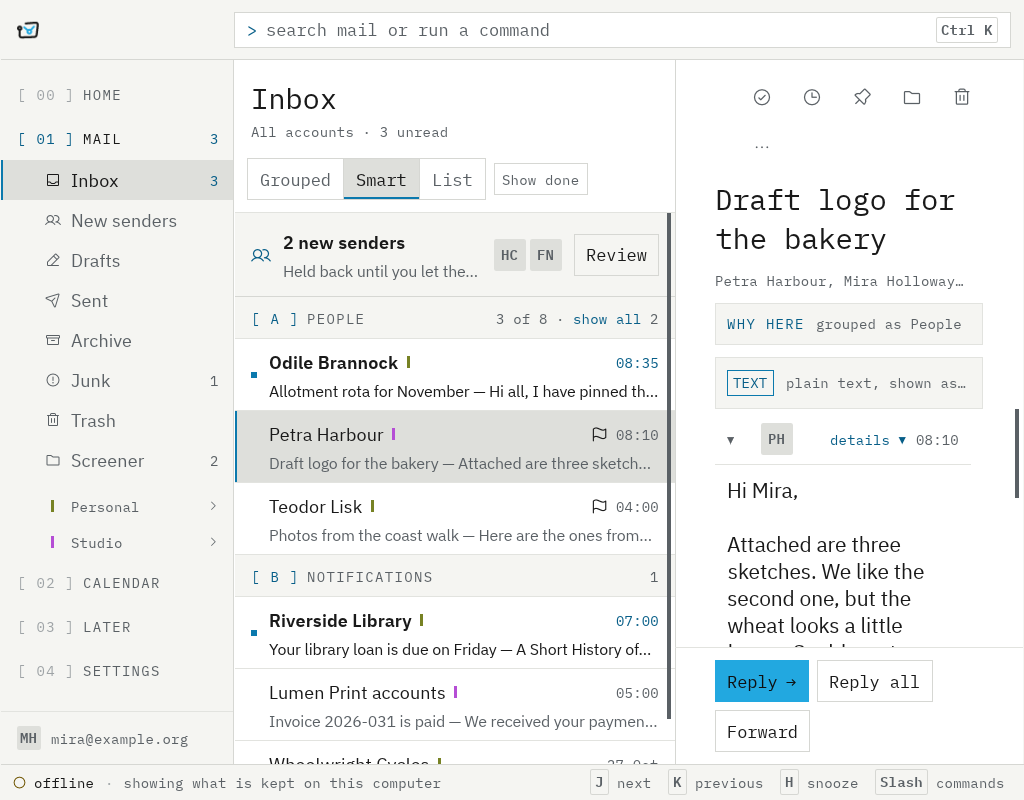 > search mail or run a command Ctrl K
[ 00 ] HOME
[ 01 ] MAIL 3
Inbox 3
New senders
Drafts
Sent
Archive
Junk 1
Trash
Screener 2
Personal
Studio
[ 02 ] CALENDAR
[ 03 ] LATER
[ 04 ] SETTINGS
MH mira@example.org
Inbox
All accounts · 3 unread
Grouped Smart List Show done
2 new senders
Held back until you let the…
HC FN Review
[ A ] PEOPLE 3 of 8 · show all 2
Odile Brannock 08:35
Allotment rota for November — Hi all, I have pinned th…
Petra Harbour 08:10
Draft logo for the bakery — Attached are three sketch…
Teodor Lisk 04:00
Photos from the coast walk — Here are the ones from…
[ B ] NOTIFICATIONS 1
Riverside Library 07:00
Your library loan is due on Friday — A Short History of…
Lumen Print accounts 05:00
Invoice 2026-031 is paid — We received your paymen…
Wheelwright Cycles 27 Oct
…
Draft logo for
the bakery
Petra Harbour, Mira Holloway…
WHY HERE grouped as People
TEXT plain text, shown as…
▼ PH details ▼ 08:10
Hi Mira,
Attached are three
sketches. We like the
second one, but the
wheat looks a little
Reply → Reply all
Forward
offline · showing what is kept on this computer
J next K previous H snooze Slash commands